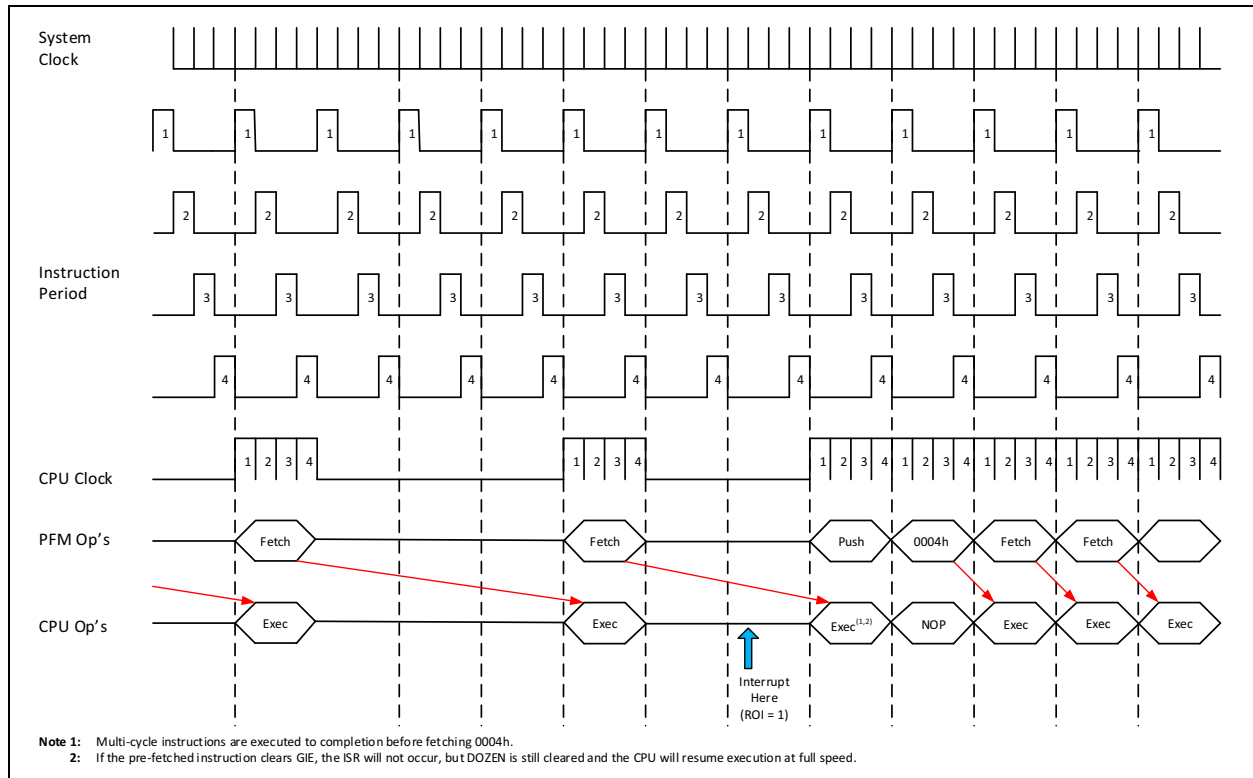 System
Clock
1 1 1 1 1 1 1 1 1 1 1 1 1
2 2 2 2 2 2 2 2 2 2 2 2 2
Instruction
Period
3 3 3 3 3 3 3 3 3 3 3 3 3
4 4 4 4 4 4 4 4 4 4 4 4 4
CPU Clock 1 2 3 4 1 2 3 4 1 2 3 4 1 2 3 4 1 2 3 4 1 2 3 4 1 2 3 4
PFM Op's Fetch Fetch Push 0004h Fetch Fetch
CPU Op's Exec Exec Exec(1,2) NOP Exec Exec Exec
Interrupt
Here
(ROI = 1)
Note 1: Multi-cycle instructions are executed to completion before fetching 0004h.
2: If the pre-fetched instruction clears GIE, the ISR will not occur, but DOZEN is still cleared and the CPU will resume execution at full speed.